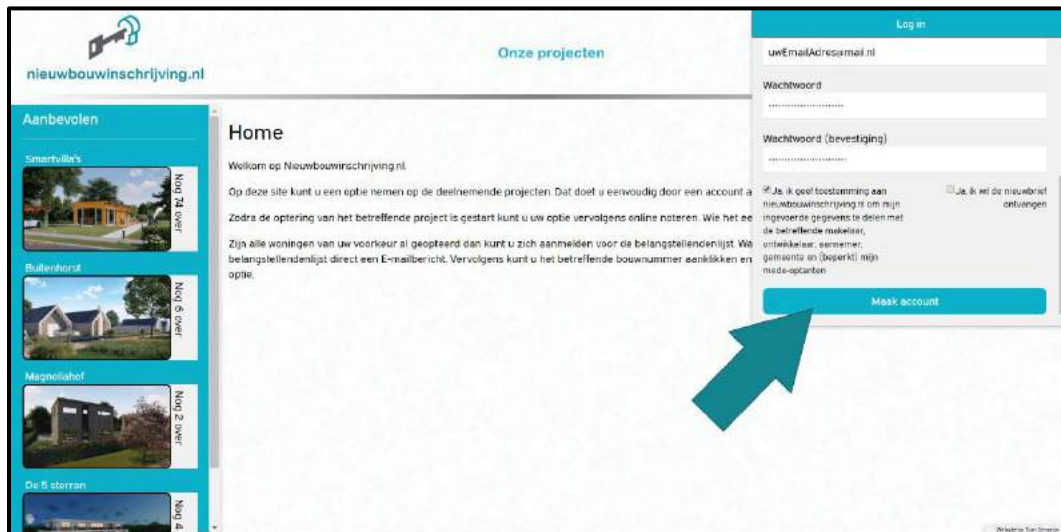 nieuwbouwinschrijving.nl
Onze projecten
Aanbevolen
Smartvilla's
Nog 74 over
Buitenhorst
Nog 6 over
Magnoliahof
Nog 2 over
De 5 sterren
Nog 4
Home
Welkom op Nieuwbouwinschrijving.nl.
Op deze site kunt u een optie nemen op de deelnemende projecten. Dat doet u eenvoudig door een account a
Zodra de optering van het betreffende project is gestart kunt u uw optie vervolgens online noteren. Wie het ee
Zijn alle woningen van uw voorkeur al geopteerd dan kunt u zich aanmelden voor de belangstellendenlijst. Wa
belangstellendenlijst direct een E-mailbericht. Vervolgens kunt u het betreffende bouwnummer aanklikken en
optie.
Log in
uwEmailAdres@mail.nl
Wachtwoord
Wachtwoord (bevestiging)
Ja, ik geef toestemming aan
nieuwbouwinschrijving.nl om mijn
ingevoerde gegevens te delen met
de betreffende makelaar,
ontwikkelaar, aannemer,
gemeente en (beperkt) mijn
mede-optanten
Ja, ik wil de nieuwbrief
ontvangen
Maak account